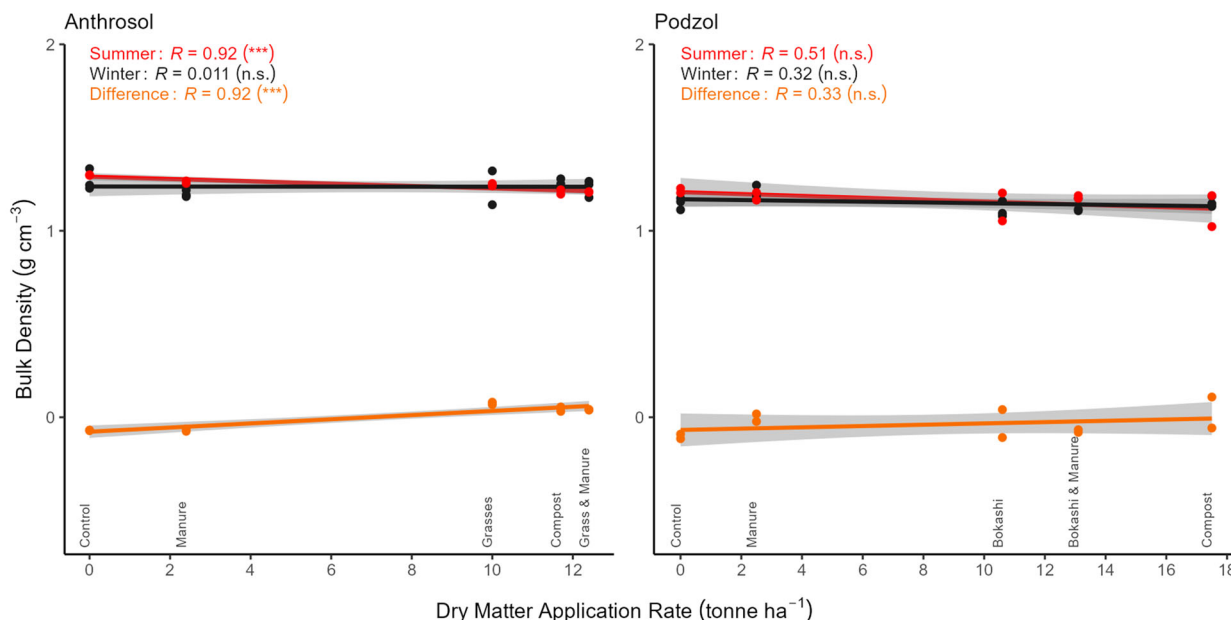 Anthrosol
Summer: R = 0.92 (***)
Winter: R = 0.011 (n.s.)
Difference: R = 0.92 (***)
Podzol
Summer: R = 0.51 (n.s.)
Winter: R = 0.32 (n.s.)
Difference: R = 0.33 (n.s.)
Bulk Density (g cm⁻³)
2
1
0
2
1
0
Control
Manure
Grasses
Compost
Grass & Manure
Control
Manure
Bokashi
Bokashi & Manure
Compost
0 2 4 6 8 10 12
0 2 4 6 8 10 12 14 16 18
Dry Matter Application Rate (tonne ha⁻¹)